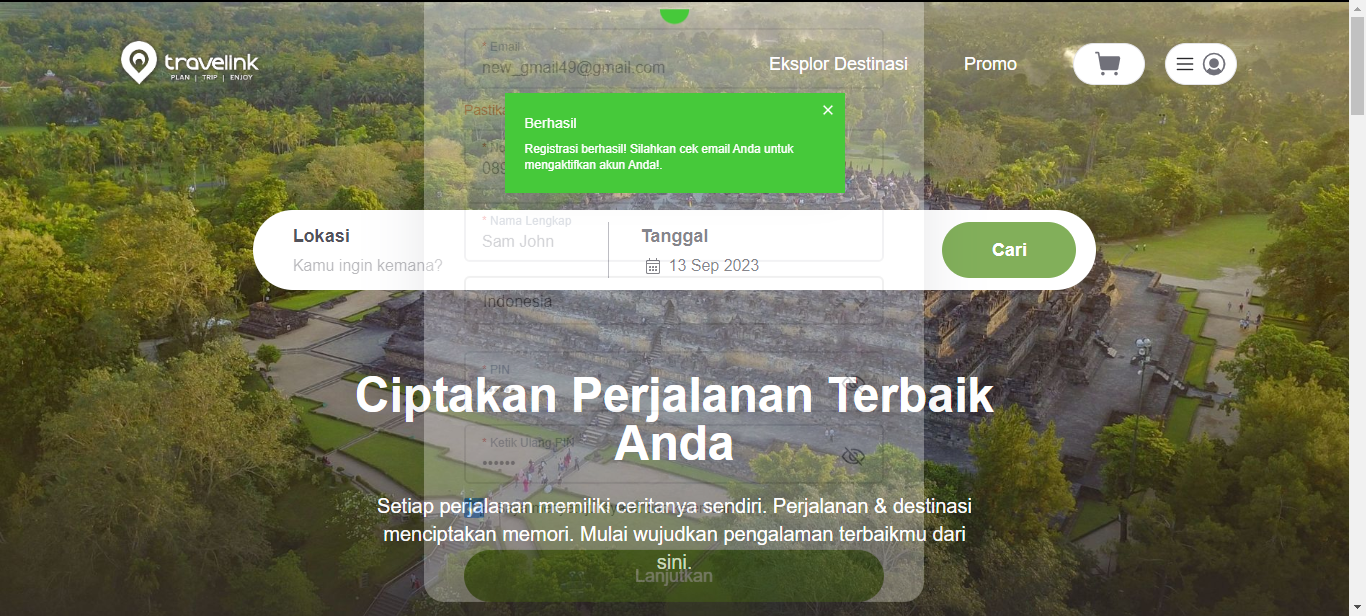 * Email
new_gmail49@gmail.com
travelink
PLAN | TRIP | ENJOY
Eksplor Destinasi
Promo
Berhasil
Registrasi berhasil! Silahkan cek email Anda untuk
mengaktifkan akun Anda!.
* Nama Lengkap
Sam John
Lokasi
Kamu ingin kemana?
Tanggal
13 Sep 2023
Cari
Indonesia
* PIN
Ciptakan Perjalanan Terbaik
Anda
* Ketik Ulang PIN
Setiap perjalanan memiliki ceritanya sendiri. Perjalanan & destinasi
menciptakan memori. Mulai wujudkan pengalaman terbaikmu dari
sini.
Lanjutkan